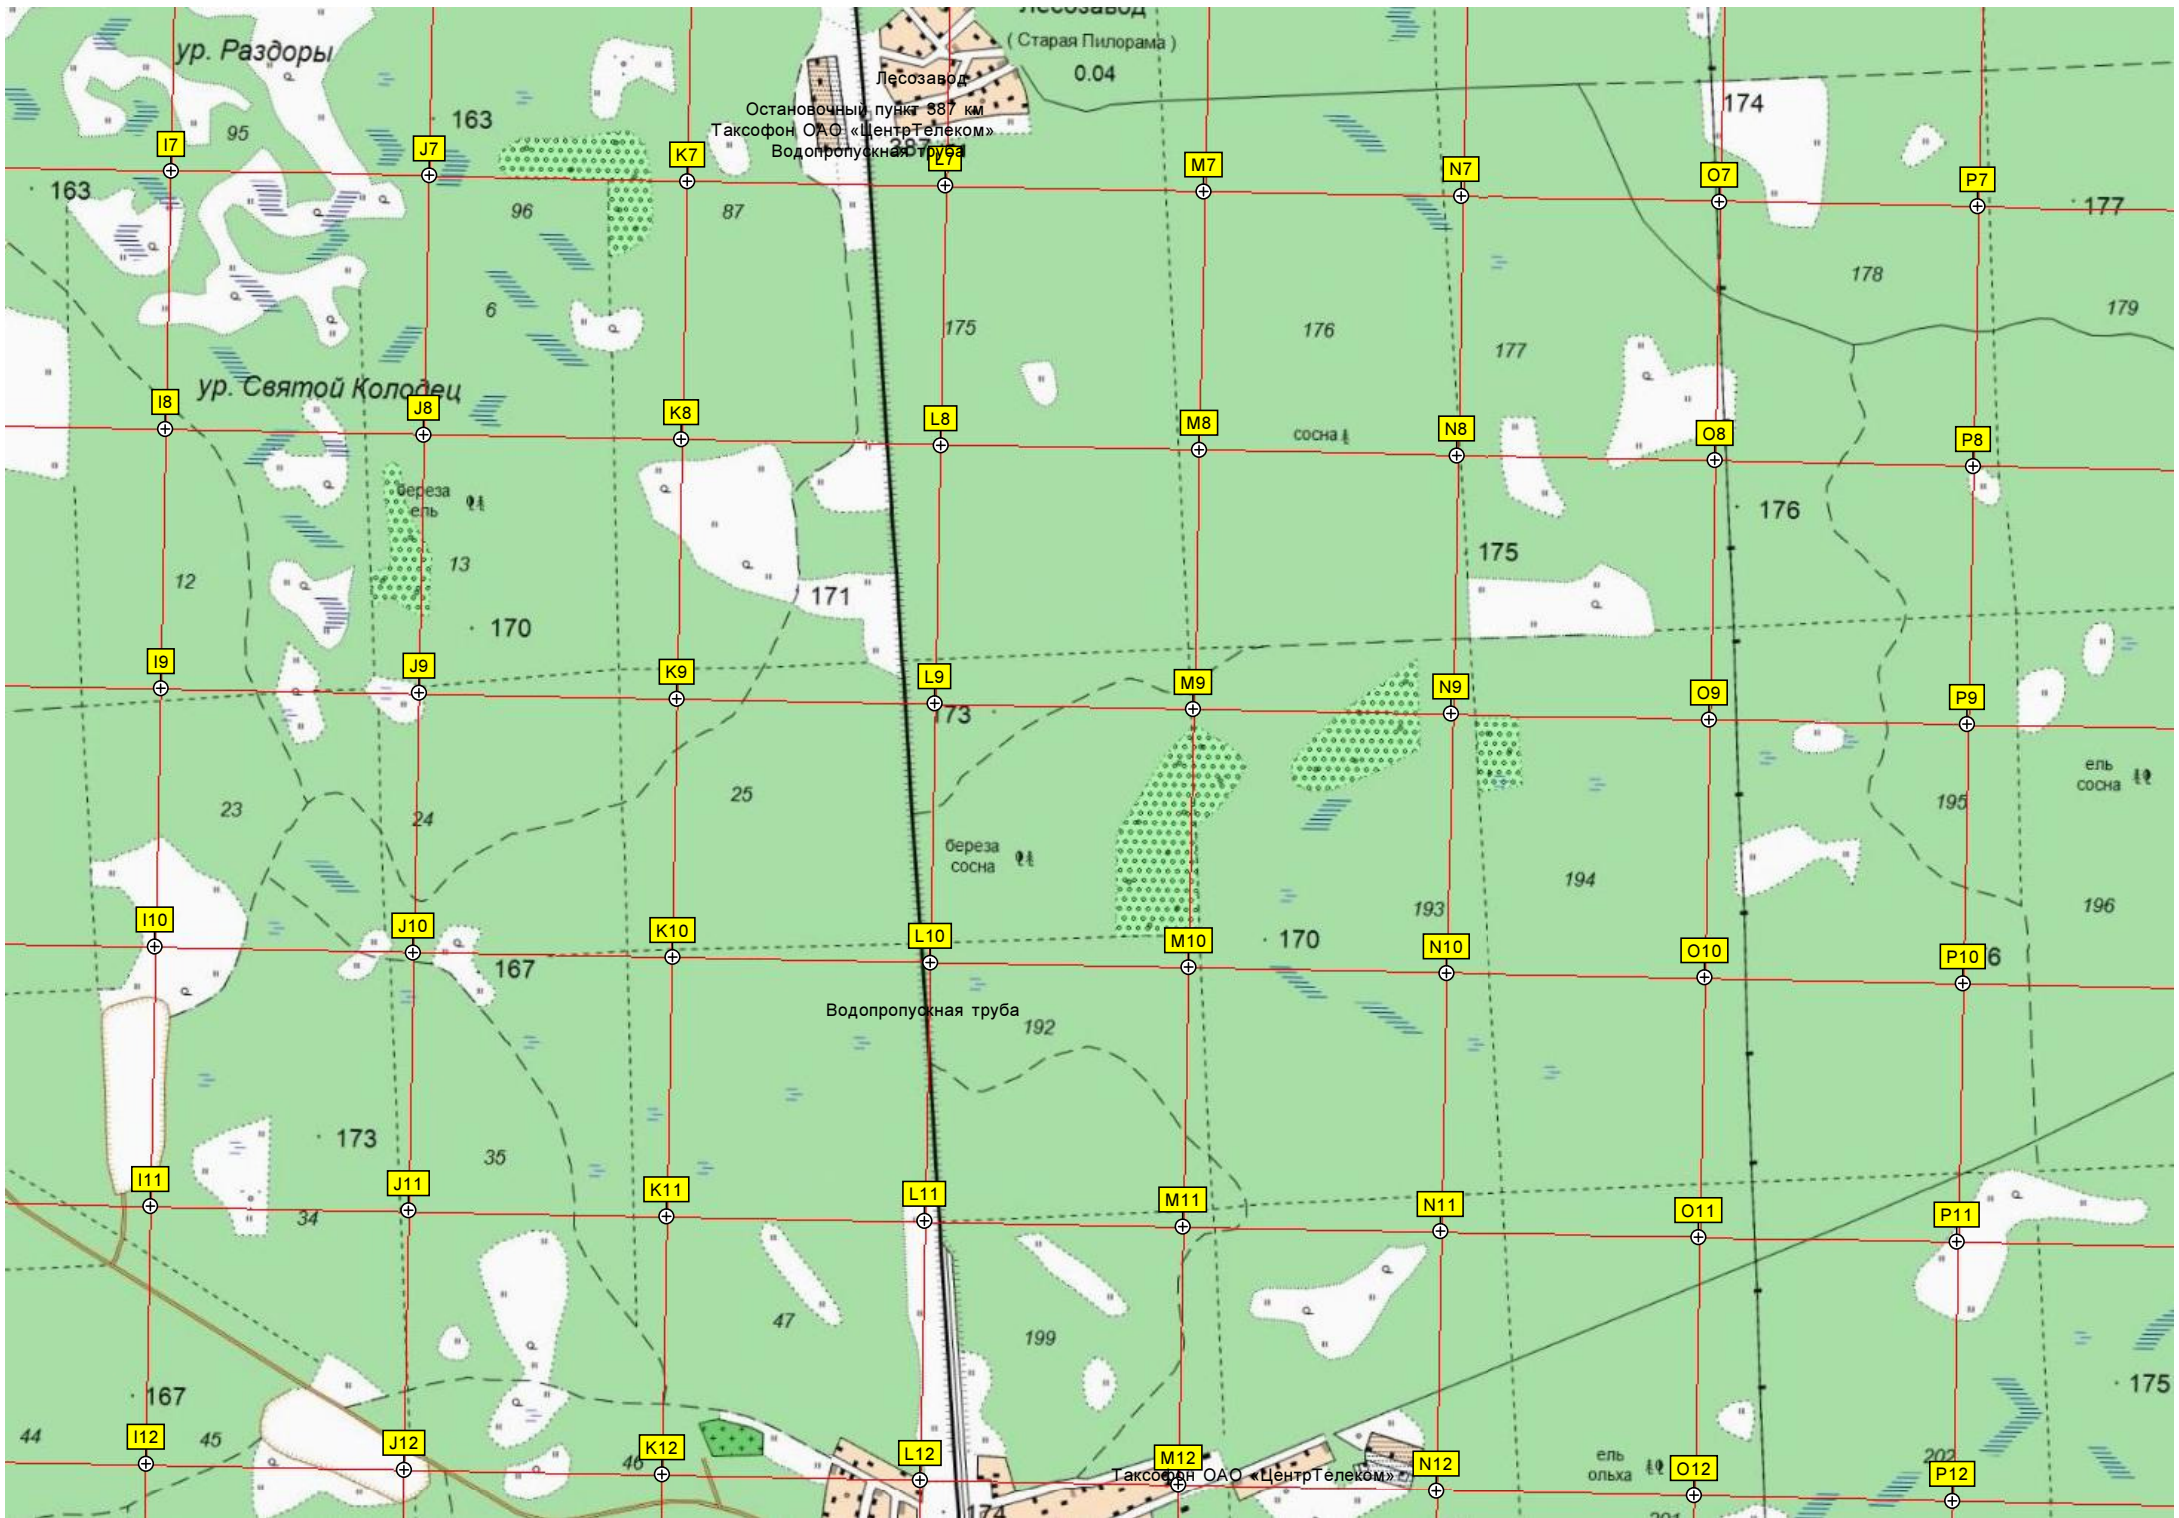 Лесозавод
ур. Раздоры
( Старая Пилорама )
0.04
Лесозавод
174
Остановочный пункт 387 км
163
95
Таксофон ОАО «ЦентрТелеком»
Водопропускная труба
I7
J7
K7
L7
M7
N7
O7
P7
163
96
87
177
178
6
175
176
177
179
ур. Святой Колодец
I8
J8
K8
L8
M8
N8
O8
P8
сосна
береза
ель
176
13
12
175
171
170
I9
J9
K9
L9
M9
N9
O9
P9
173
ель
сосна
23
24
25
195
береза
сосна
194
193
196
I10
J10
K10
L10
M10
N10
O10
P10
6
167
170
Водопропускная труба
192
173
35
I11
J11
K11
L11
M11
N11
O11
P11
34
47
199
167
175
44
45
46
I12
J12
K12
L12
M12
N12
O12
P12
Таксофон ОАО «ЦентрТелеком»
ель
ольха
202
174
201